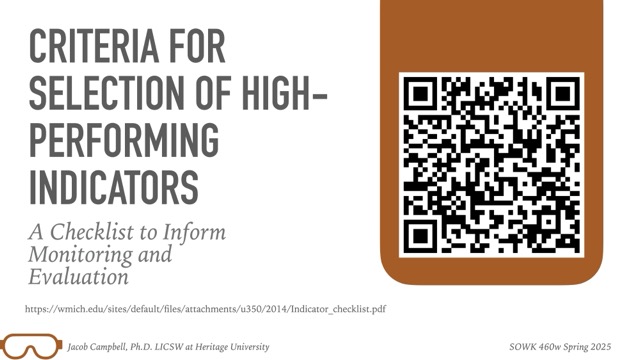 CRITERIA FOR
SELECTION OF HIGH-
PERFORMING
INDICATORS
A Checklist to Inform
Monitoring and
Evaluation
https://wmich.edu/sites/default/files/attachments/u350/2014/Indicator_checklist.pdf
Jacob Campbell, Ph.D. LICSW at Heritage University
SOWK 460w Spring 2025